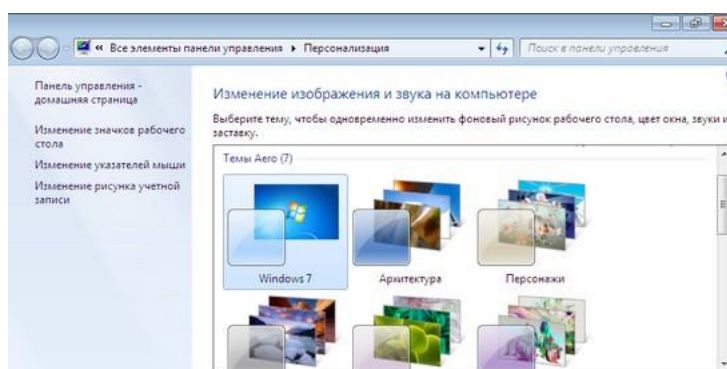 « Все элементы панели управления ▸ Персонализация
Поиск в панели управления
Панель управления -
домашняя страница
Изменение значков рабочего
стола
Изменение указателей мыши
Изменение рисунка учетной
записи
Изменение изображения и звука на компьютере
Выберите тему, чтобы одновременно изменить фоновый рисунок рабочего стола, цвет окна, звуки и
заставку.
Темы Aero (7)
Windows 7
Архитектура
Персонажи